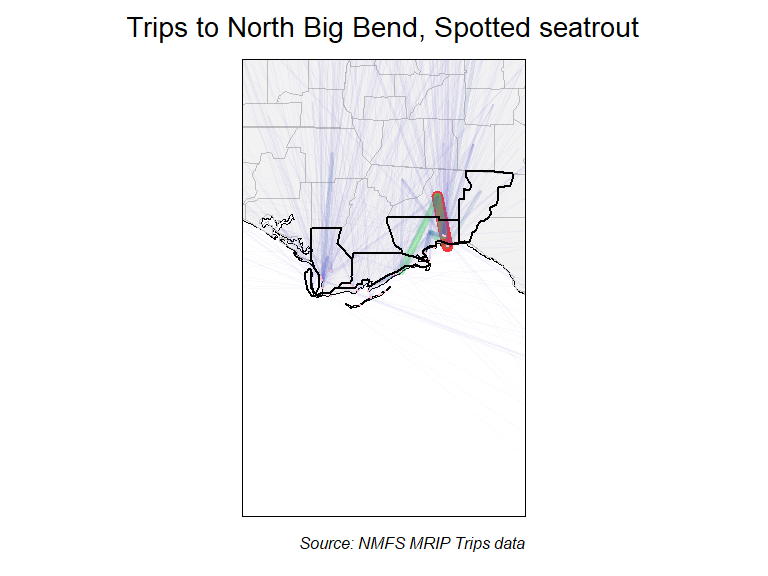 Trips to North Big Bend, Spotted seatrout
Source: NMFS MRIP Trips data